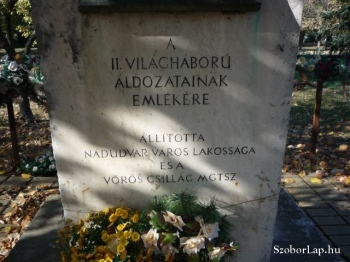 A
II. VILÁGHÁBORÚ
ÁLDOZATAINAK
EMLÉKÉRE
ÁLLÍTOTTA
NÁDUDVAR VÁROS LAKOSSÁGA
ÉS A
VÖRÖS CSILLAG MGTSZ
SzoborLap.hu